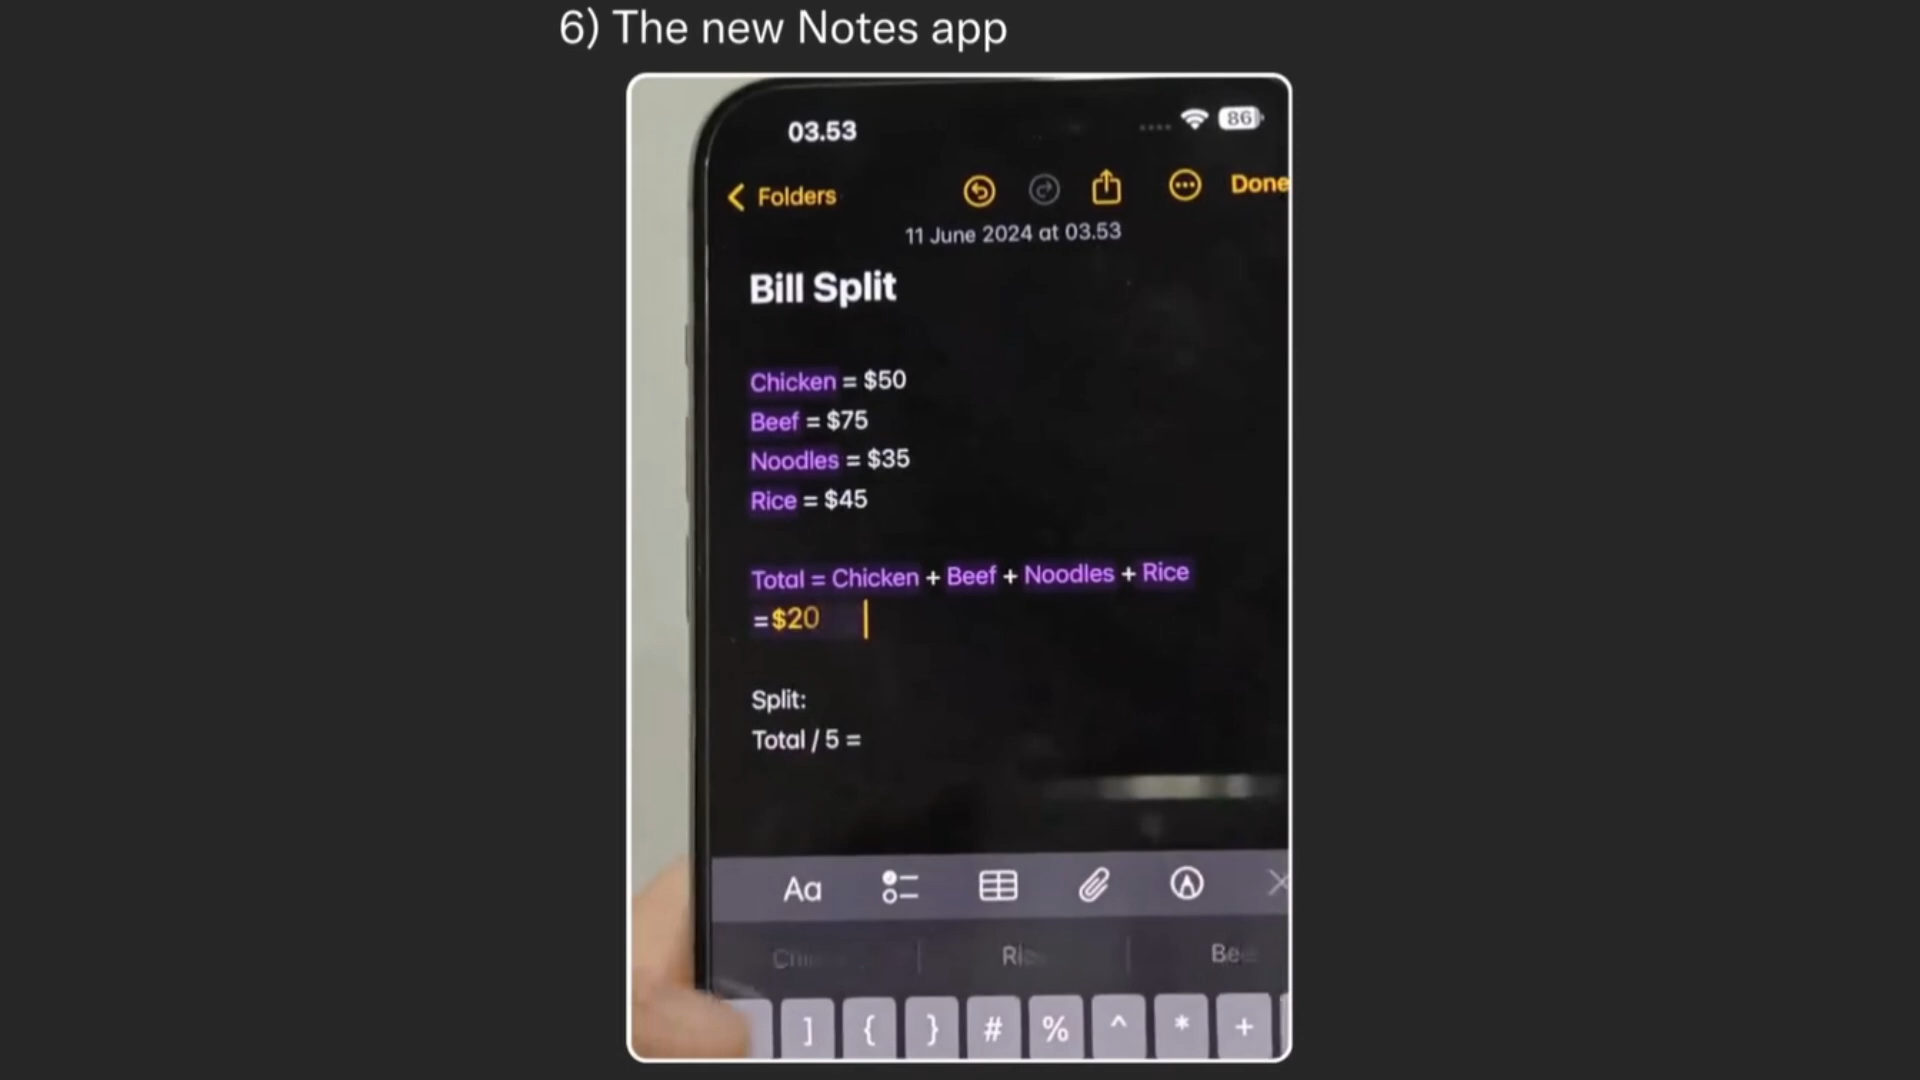 6) The new Notes app
03.53
86
Folders
Done
11 June 2024 at 03.53
Bill Split
Chicken = $50
Beef = $75
Noodles = $35
Rice = $45
Total = Chicken + Beef + Noodles + Rice
=$20
Split:
Total / 5 =
Aa
] { } # % ^ * +